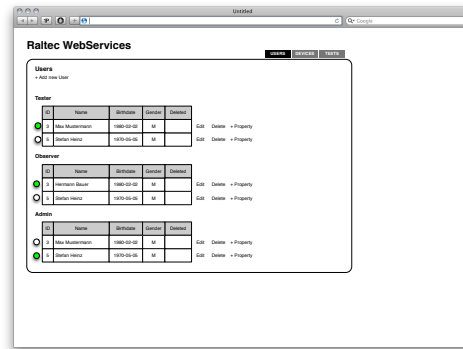 Untitled
Google
Raltec WebServices
USERS DEVICES TESTS
Users
+ Add new User
Tester
ID Name Birthdate Gender Deleted
3 Max Mustermann 1980-02-02 M Edit Delete + Property
5 Stefan Heinz 1970-05-05 M Edit Delete + Property
Observer
ID Name Birthdate Gender Deleted
3 Hermann Bauer 1980-02-02 M Edit Delete + Property
5 Stefan Heinz 1970-05-05 M Edit Delete + Property
Admin
ID Name Birthdate Gender Deleted
3 Max Mustermann 1980-02-02 M Edit Delete + Property
5 Stefan Heinz 1970-05-05 M Edit Delete + Property